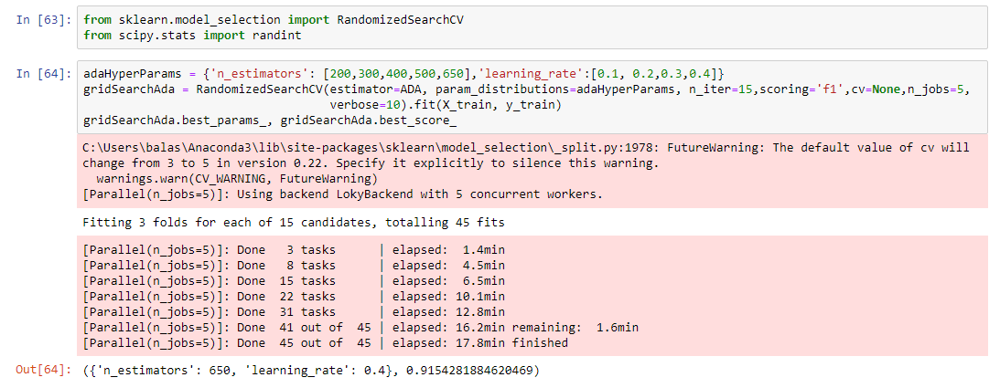 In [63]: from sklearn.model_selection import RandomizedSearchCV
from scipy.stats import randint
In [64]: adaHyperParams = {'n_estimators': [200,300,400,500,650],'learning_rate':[0.1, 0.2,0.3,0.4]}
gridSearchAda = RandomizedSearchCV(estimator=ADA, param_distributions=adaHyperParams, n_iter=15,scoring='f1',cv=None,n_jobs=5,
                                   verbose=10).fit(X_train, y_train)
gridSearchAda.best_params_, gridSearchAda.best_score_
C:\Users\balas\Anaconda3\lib\site-packages\sklearn\model_selection\_split.py:1978: FutureWarning: The default value of cv will
change from 3 to 5 in version 0.22. Specify it explicitly to silence this warning.
  warnings.warn(CV_WARNING, FutureWarning)
[Parallel(n_jobs=5)]: Using backend LokyBackend with 5 concurrent workers.
Fitting 3 folds for each of 15 candidates, totalling 45 fits
[Parallel(n_jobs=5)]: Done   3 tasks      | elapsed:  1.4min
[Parallel(n_jobs=5)]: Done   8 tasks      | elapsed:  4.5min
[Parallel(n_jobs=5)]: Done  15 tasks      | elapsed:  6.5min
[Parallel(n_jobs=5)]: Done  22 tasks      | elapsed: 10.1min
[Parallel(n_jobs=5)]: Done  31 tasks      | elapsed: 12.8min
[Parallel(n_jobs=5)]: Done  41 out of  45 | elapsed: 16.2min remaining:  1.6min
[Parallel(n_jobs=5)]: Done  45 out of  45 | elapsed: 17.8min finished
Out[64]: ({'n_estimators': 650, 'learning_rate': 0.4}, 0.9154281884620469)